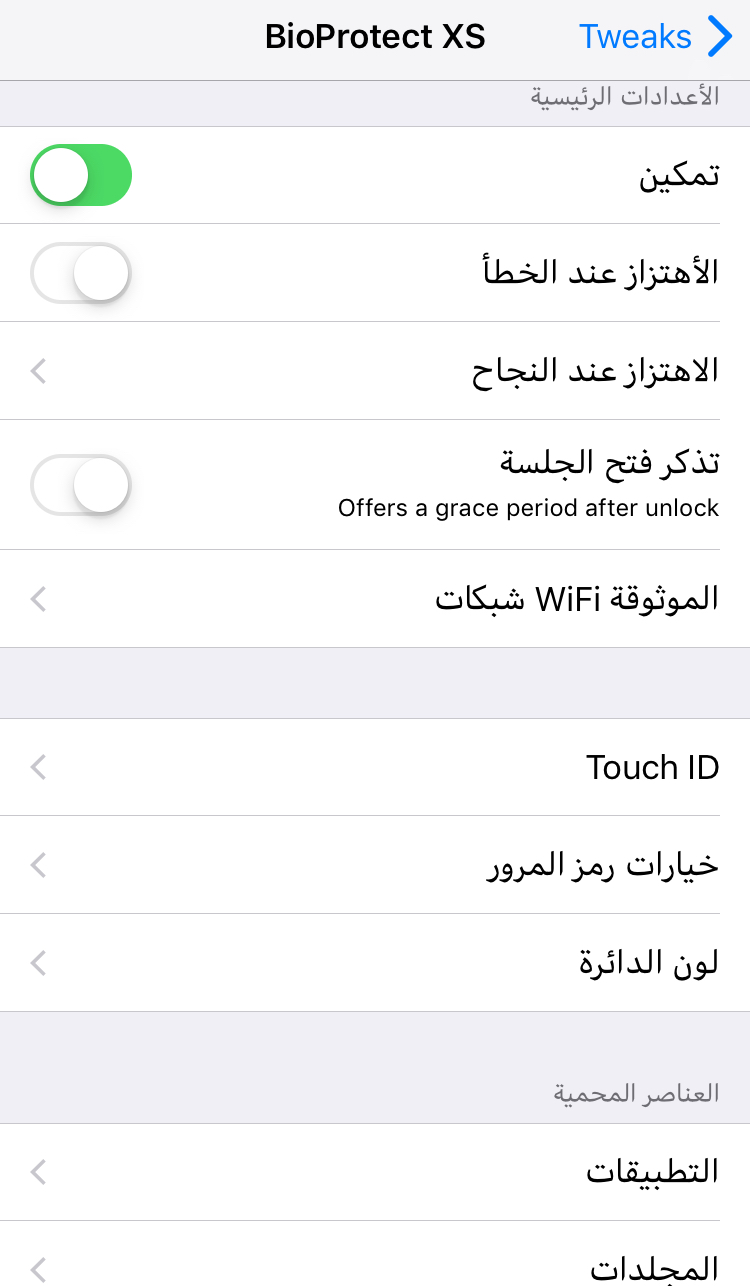 BioProtect XS
Tweaks
الأعدادات الرئيسية
تمكين
الأهتزاز عند الخطأ
الاهتزاز عند النجاح
تذكر فتح الجلسة
Offers a grace period after unlock
الموثوقة WiFi شبكات
Touch ID
خيارات رمز المرور
لون الدائرة
العناصر المحمية
التطبيقات
المجلدات